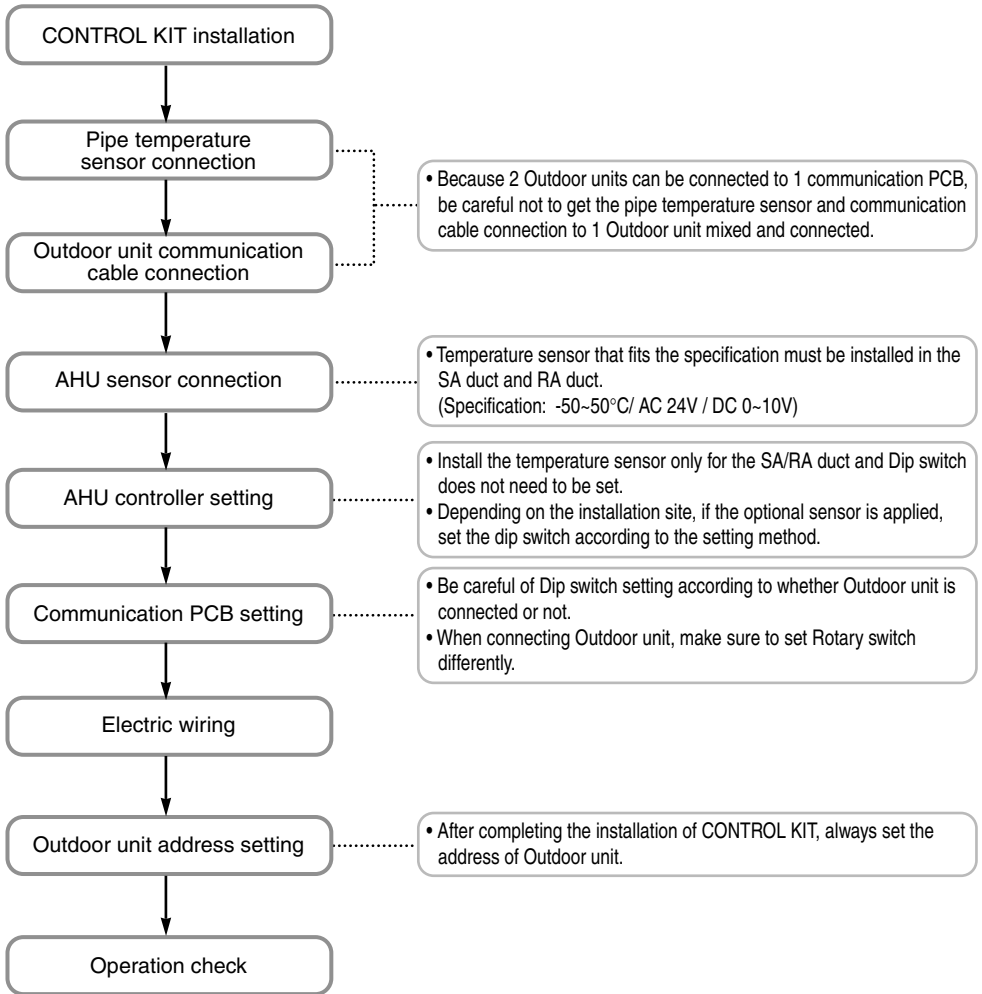 CONTROL KIT installation
Pipe temperature
sensor connection
• Because 2 Outdoor units can be connected to 1 communication PCB,
be careful not to get the pipe temperature sensor and communication
cable connection to 1 Outdoor unit mixed and connected.
Outdoor unit communication
cable connection
AHU sensor connection
• Temperature sensor that fits the specification must be installed in the
SA duct and RA duct.
(Specification: -50~50°C/ AC 24V / DC 0~10V)
AHU controller setting
• Install the temperature sensor only for the SA/RA duct and Dip switch
does not need to be set.
• Depending on the installation site, if the optional sensor is applied,
set the dip switch according to the setting method.
Communication PCB setting
• Be careful of Dip switch setting according to whether Outdoor unit is
connected or not.
• When connecting Outdoor unit, make sure to set Rotary switch
differently.
Electric wiring
Outdoor unit address setting
• After completing the installation of CONTROL KIT, always set the
address of Outdoor unit.
Operation check